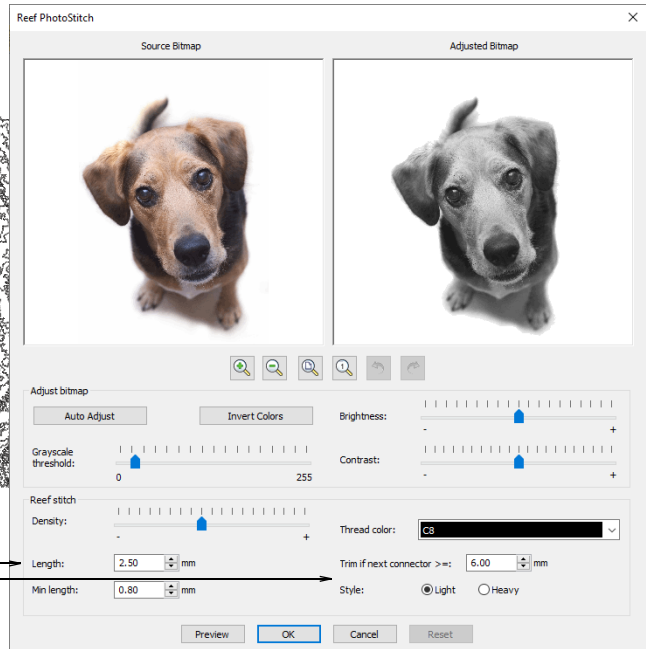 Reef PhotoStitch
Source Bitmap
Adjusted Bitmap
Adjust bitmap
Auto Adjust
Invert Colors
Brightness:
- +
Grayscale
threshold:
0 255
Contrast:
- +
Reef stitch
Density:
- +
Thread color: C8
Length: 2.50 mm
Trim if next connector >=: 6.00 mm
Min length: 0.80 mm
Style: Light Heavy
Preview OK Cancel Reset